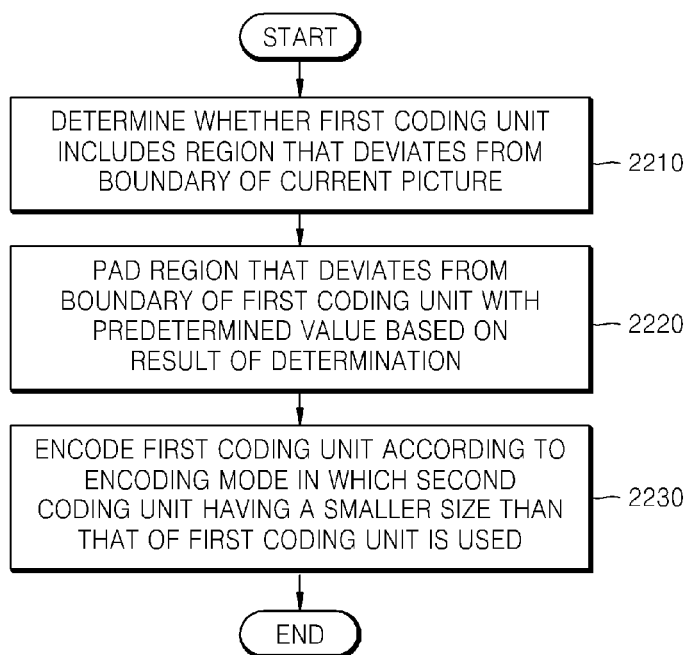 START
DETERMINE WHETHER FIRST CODING UNIT
INCLUDES REGION THAT DEVIATES FROM
BOUNDARY OF CURRENT PICTURE
2210
PAD REGION THAT DEVIATES FROM
BOUNDARY OF FIRST CODING UNIT WITH
PREDETERMINED VALUE BASED ON
RESULT OF DETERMINATION
2220
ENCODE FIRST CODING UNIT ACCORDING TO
ENCODING MODE IN WHICH SECOND
CODING UNIT HAVING A SMALLER SIZE THAN
THAT OF FIRST CODING UNIT IS USED
2230
END